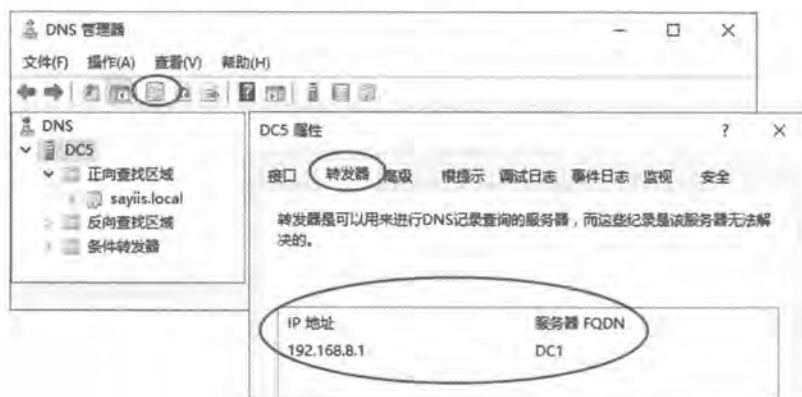 DNS 管理器
文件(F) 操作(A) 查看(V) 帮助(H)
DNS
DC5
正向查找区域
sayiis.local
反向查找区域
条件转发器
DC5 属性
接口 转发器 高级 根提示 调试日志 事件日志 监视 安全
转发器是可以用来进行DNS记录查询的服务器，而这些纪录是该服务器无法解
决的。
IP 地址 服务器 FQDN
192.168.8.1 DC1